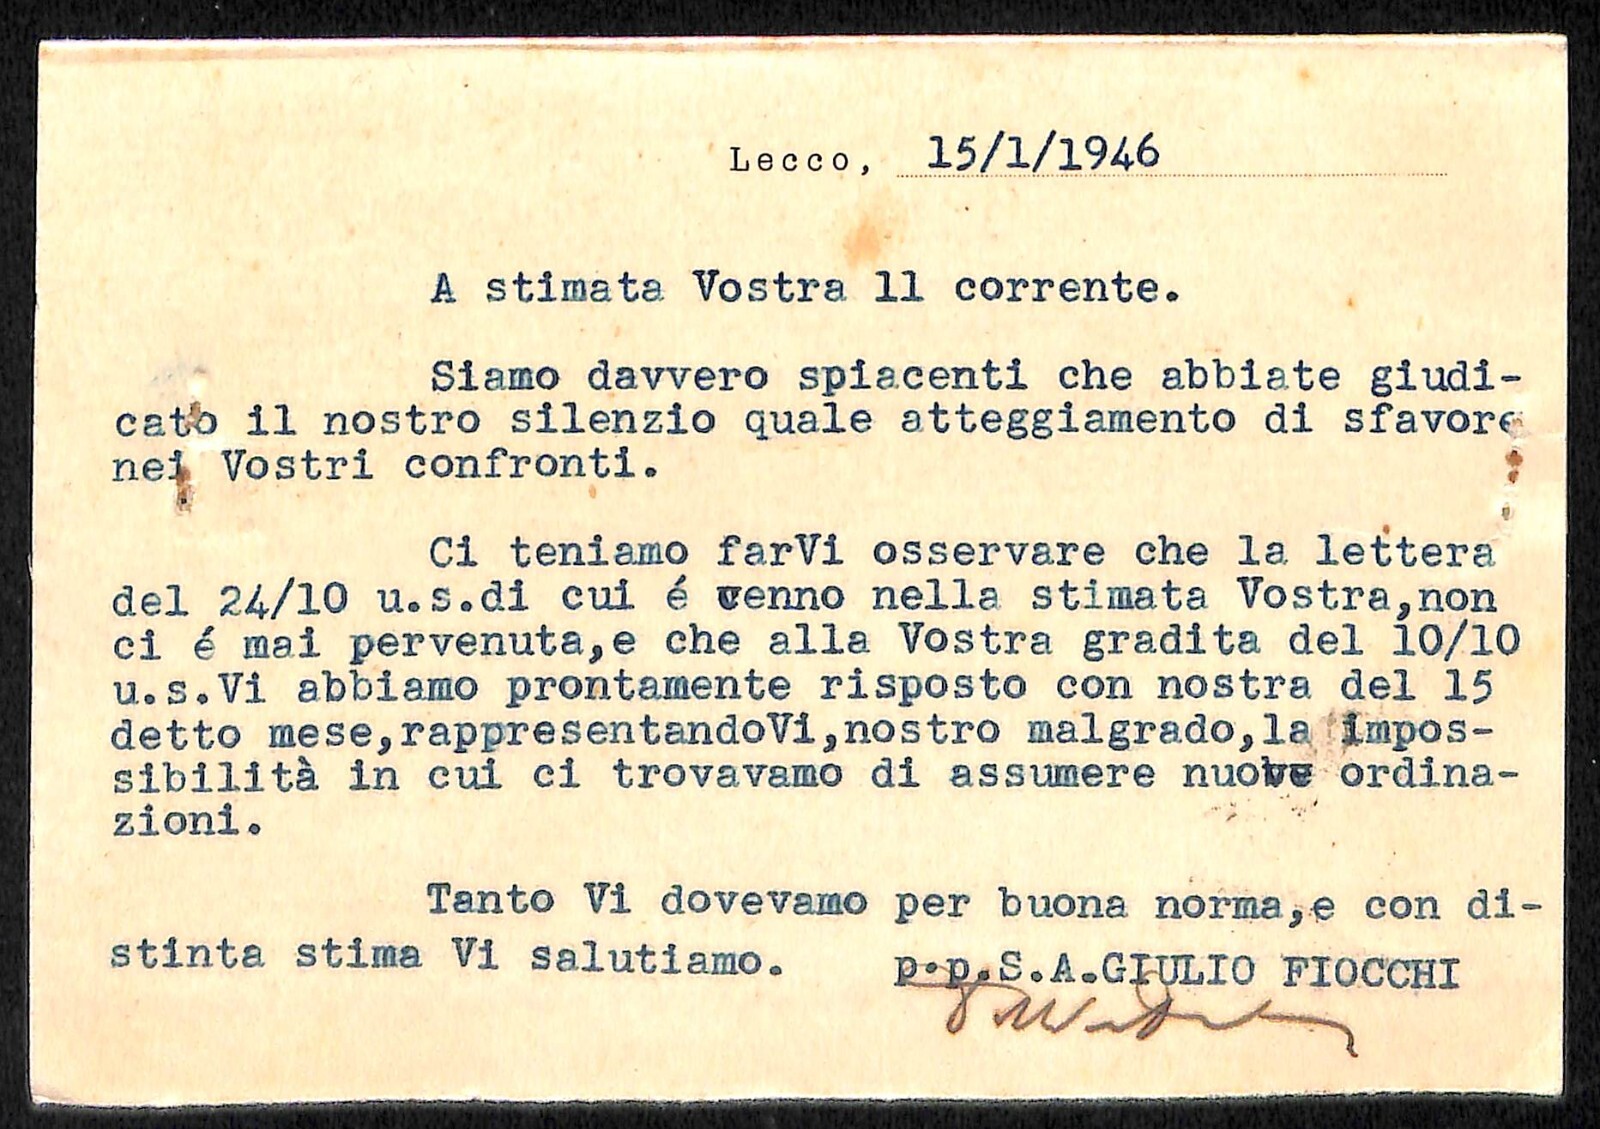 Lecco, 15/1/1946
A stimata Vostra 11 corrente.
Siamo davvero spiacenti che abbiate giudi-
cato il nostro silenzio quale atteggiamento di sfavore
nei Vostri confronti.
Ci teniamo farVi osservare che la lettera
del 24/10 u.s.di cui é cenno nella stimata Vostra,non
ci é mai pervenuta,e che alla Vostra gradita del 10/10
u.s.Vi abbiamo prontamente risposto con nostra del 15
detto mese,rappresentandoVi,nostro malgrado,la impos-
sibilità in cui ci trovavamo di assumere nuove ordina-
zioni.
Tanto Vi dovevamo per buona norma,e con di-
stinta stima Vi salutiamo.
p.p.S.A.GIULIO FIOCCHI